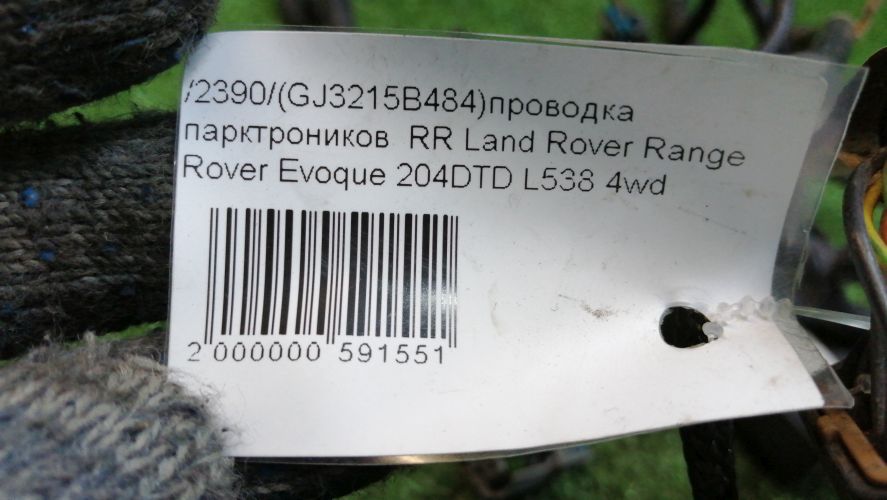 /2390/(GJ3215B484)проводка
парктроников RR Land Rover Range
Rover Evoque 204DTD L538 4wd
2 000000 591551